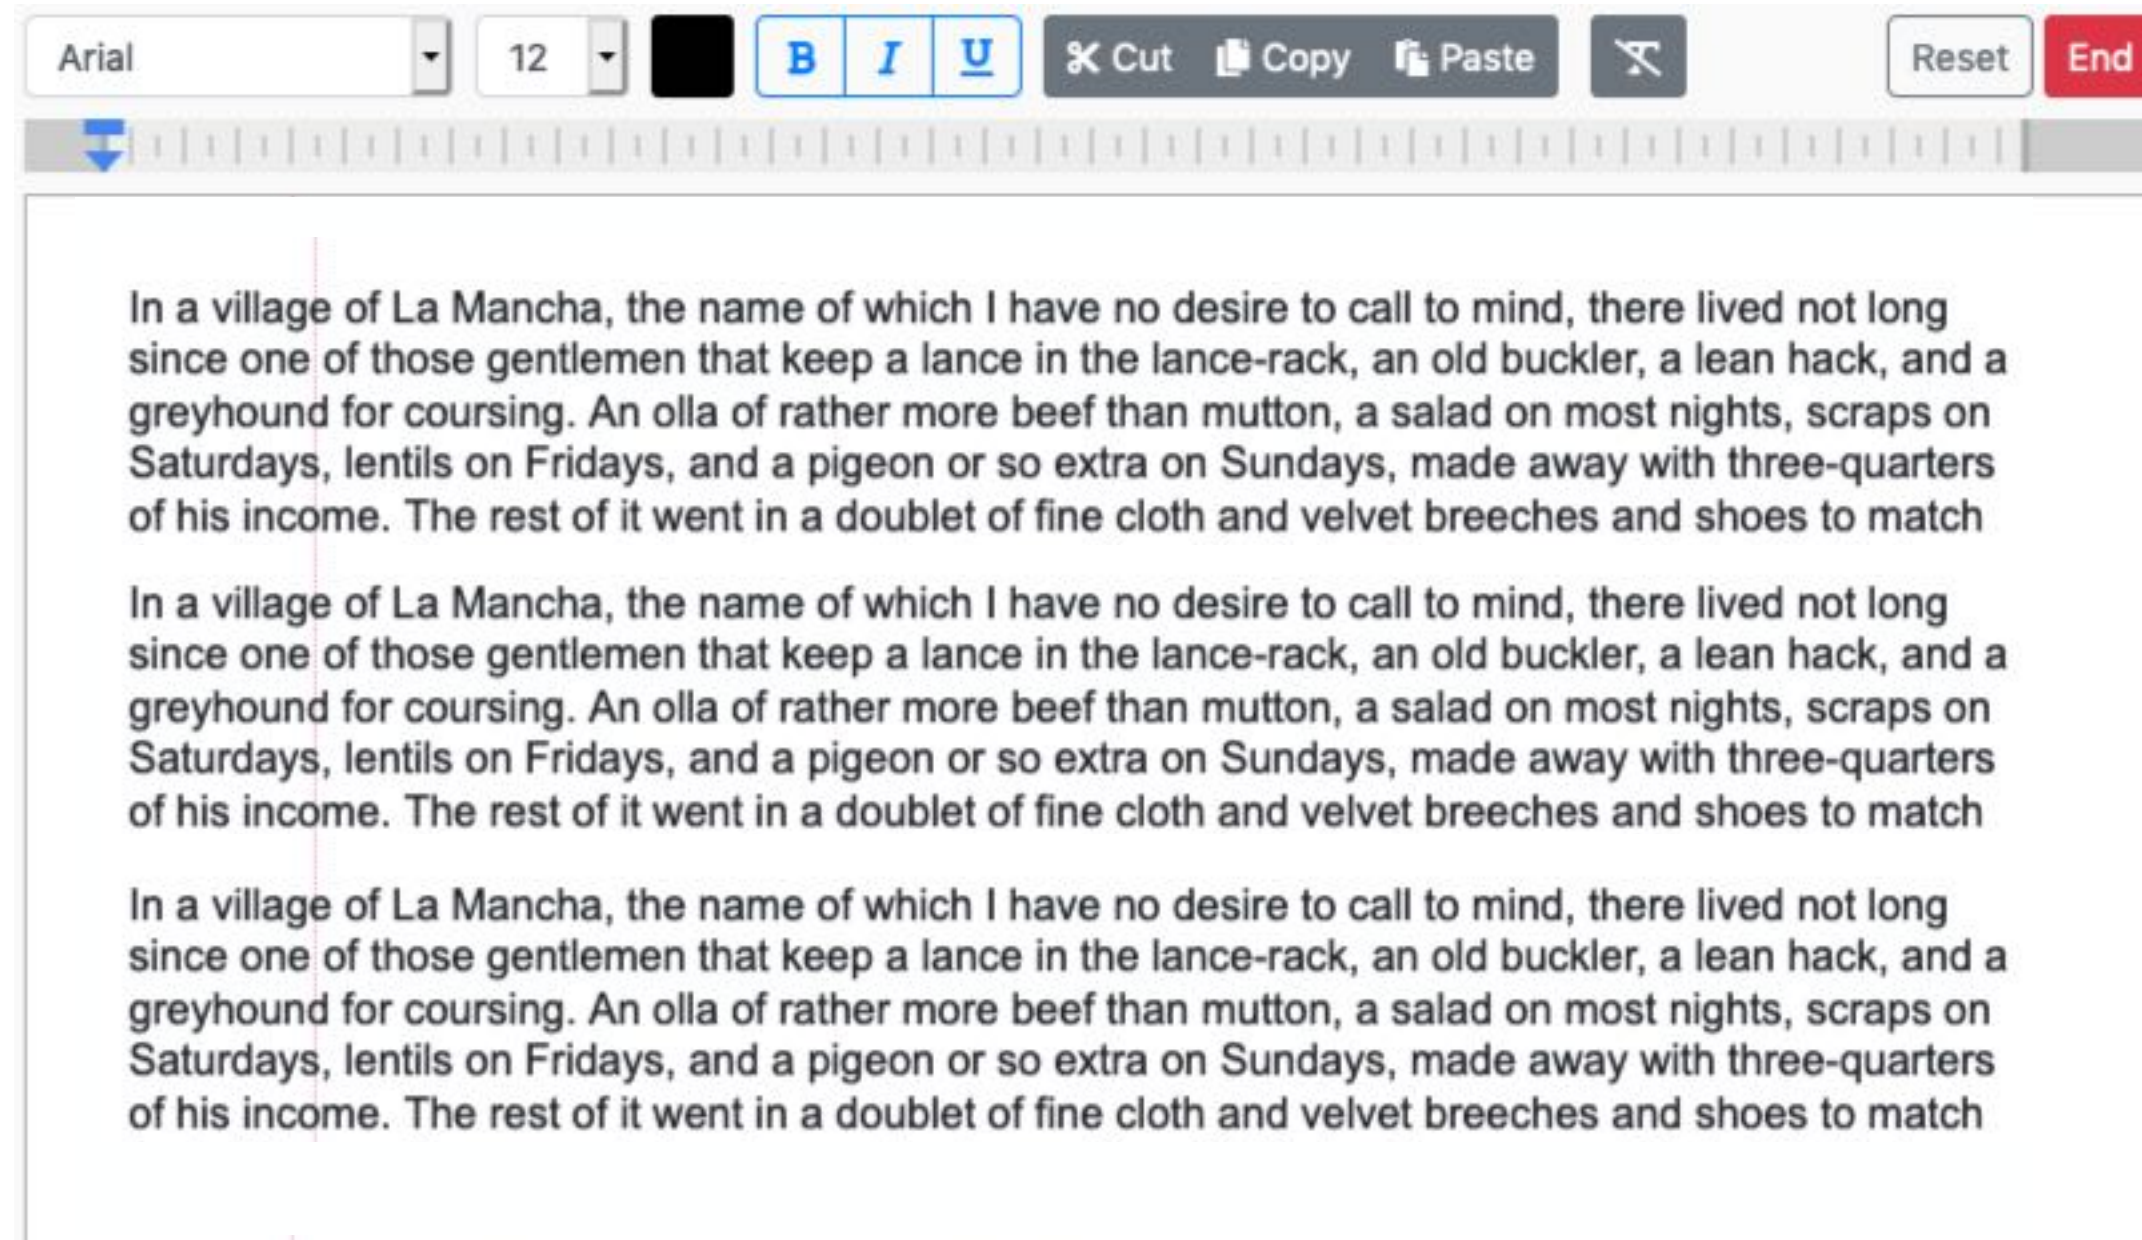 Arial 12 B I U Cut Copy Paste Reset End
In a village of La Mancha, the name of which I have no desire to call to mind, there lived not long
since one of those gentlemen that keep a lance in the lance-rack, an old buckler, a lean hack, and a
greyhound for coursing. An olla of rather more beef than mutton, a salad on most nights, scraps on
Saturdays, lentils on Fridays, and a pigeon or so extra on Sundays, made away with three-quarters
of his income. The rest of it went in a doublet of fine cloth and velvet breeches and shoes to match
In a village of La Mancha, the name of which I have no desire to call to mind, there lived not long
since one of those gentlemen that keep a lance in the lance-rack, an old buckler, a lean hack, and a
greyhound for coursing. An olla of rather more beef than mutton, a salad on most nights, scraps on
Saturdays, lentils on Fridays, and a pigeon or so extra on Sundays, made away with three-quarters
of his income. The rest of it went in a doublet of fine cloth and velvet breeches and shoes to match
In a village of La Mancha, the name of which I have no desire to call to mind, there lived not long
since one of those gentlemen that keep a lance in the lance-rack, an old buckler, a lean hack, and a
greyhound for coursing. An olla of rather more beef than mutton, a salad on most nights, scraps on
Saturdays, lentils on Fridays, and a pigeon or so extra on Sundays, made away with three-quarters
of his income. The rest of it went in a doublet of fine cloth and velvet breeches and shoes to match